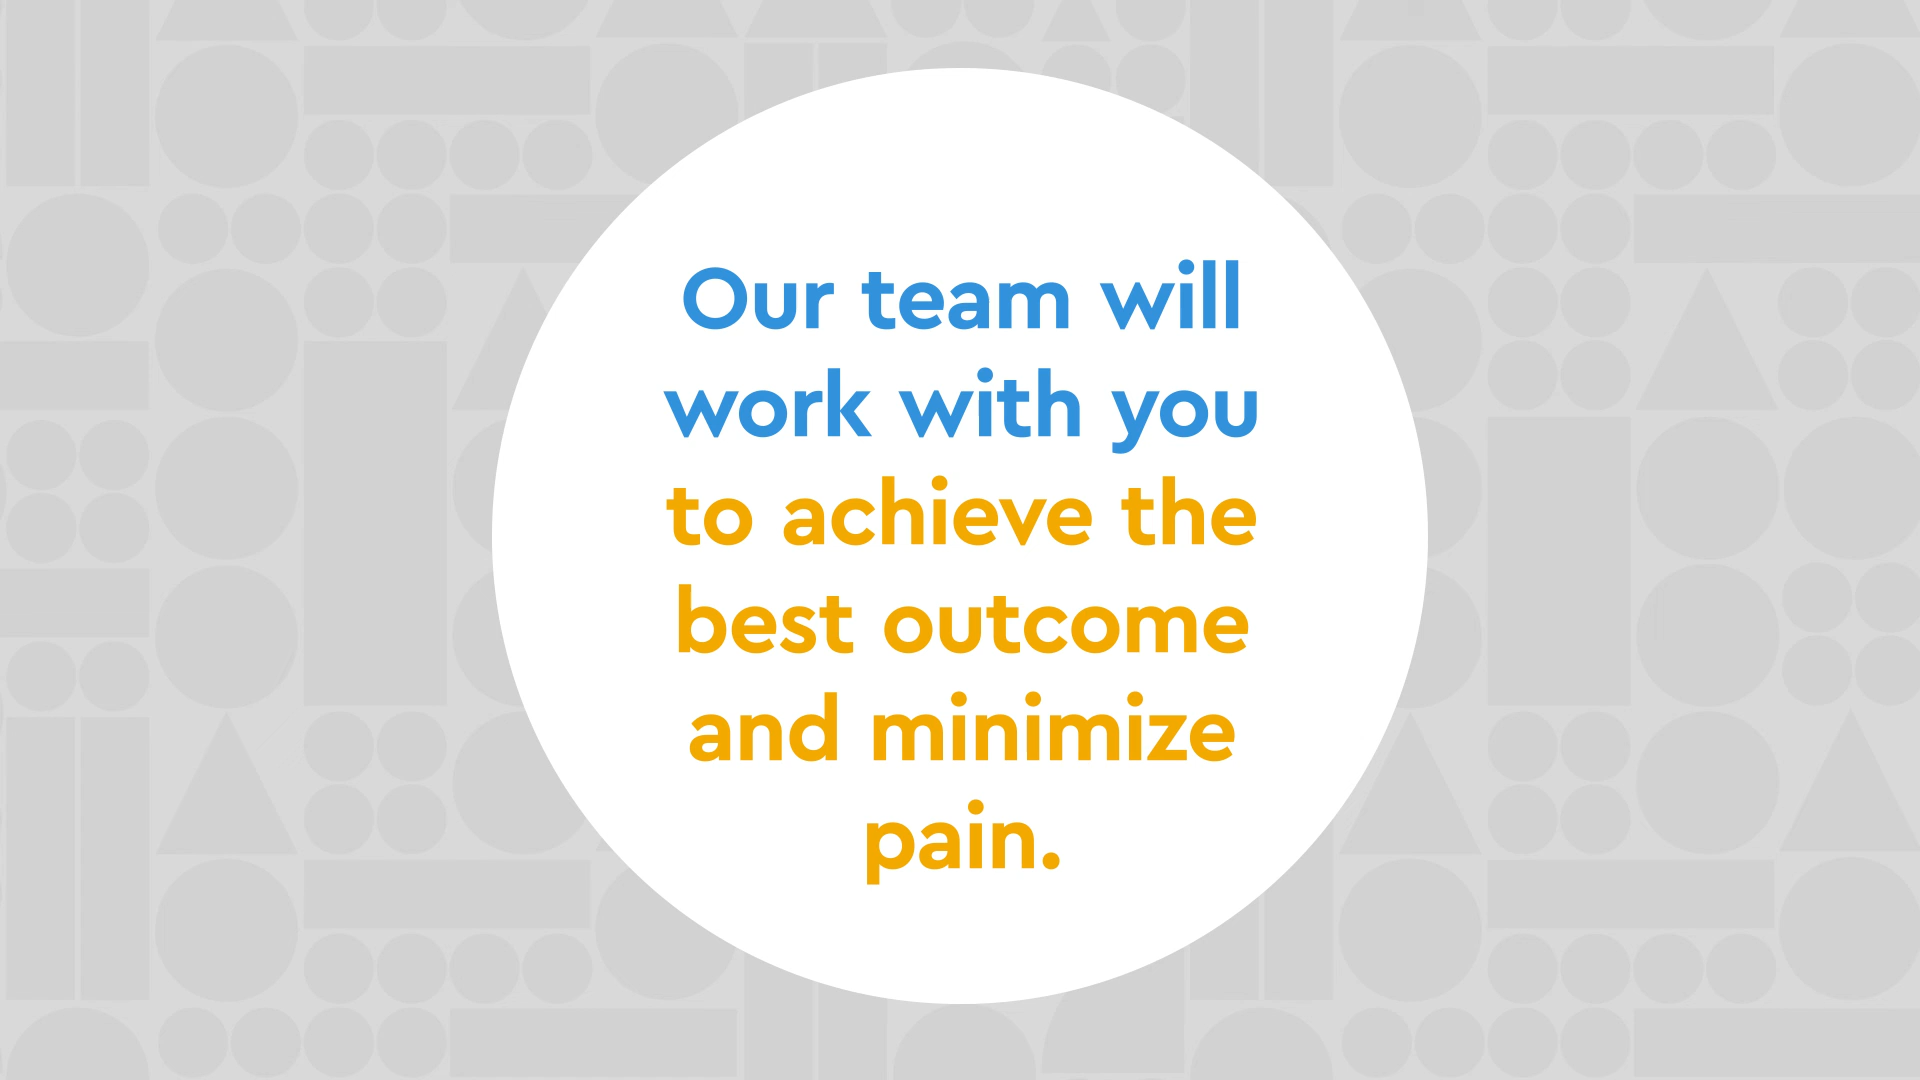 Our team will
work with you
to achieve the
best outcome
and minimize
pain.